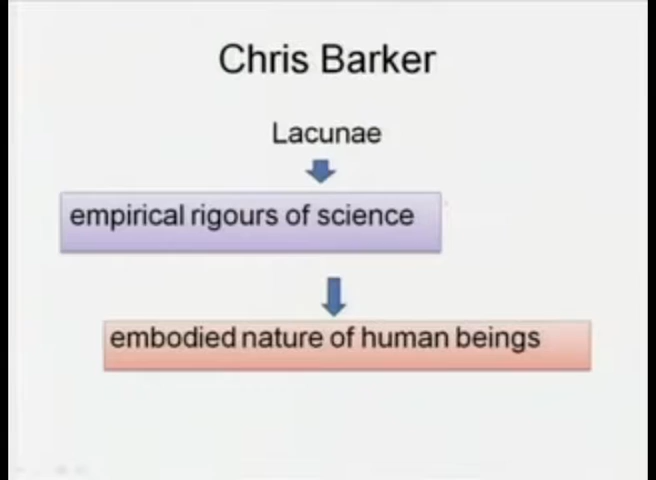 Chris Barker
Lacunae
empirical rigours of science
embodied nature of human beings